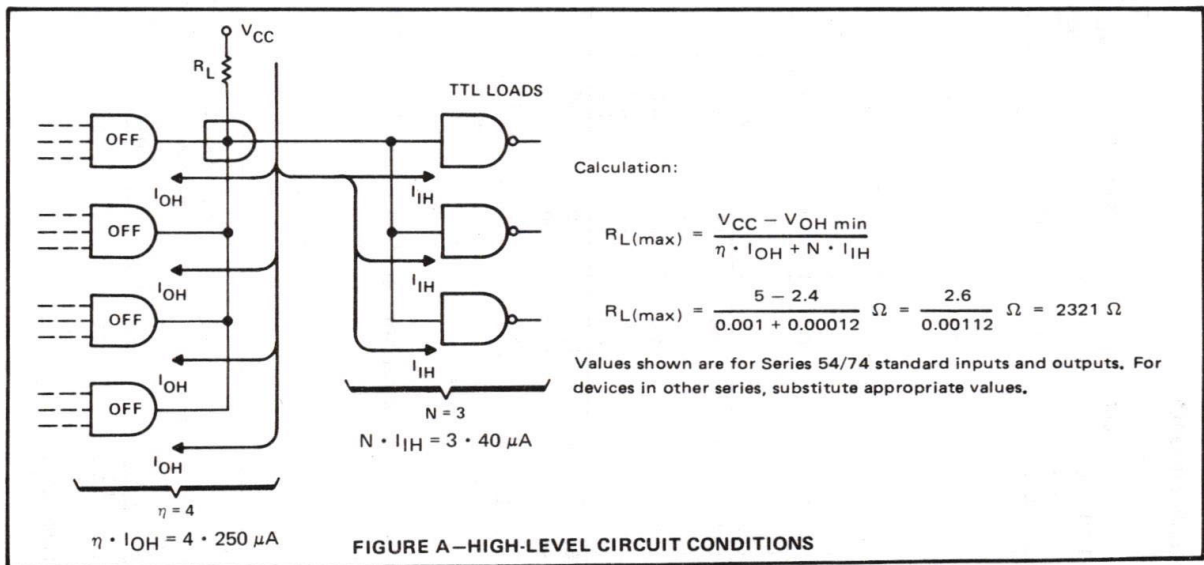 V_CC
R_L
TTL LOADS
OFF
I_OH
I_IH
OFF
I_OH
I_IH
OFF
I_OH
I_IH
OFF
I_OH
N = 3
N · I_IH = 3 · 40 μA
η = 4
η · I_OH = 4 · 250 μA
Calculation:
R_L(max) = (V_CC − V_OH min) / (η · I_OH + N · I_IH)
R_L(max) = (5 − 2.4) / (0.001 + 0.00012) Ω = 2.6 / 0.00112 Ω = 2321 Ω
Values shown are for Series 54/74 standard inputs and outputs. For
devices in other series, substitute appropriate values.
FIGURE A—HIGH-LEVEL CIRCUIT CONDITIONS